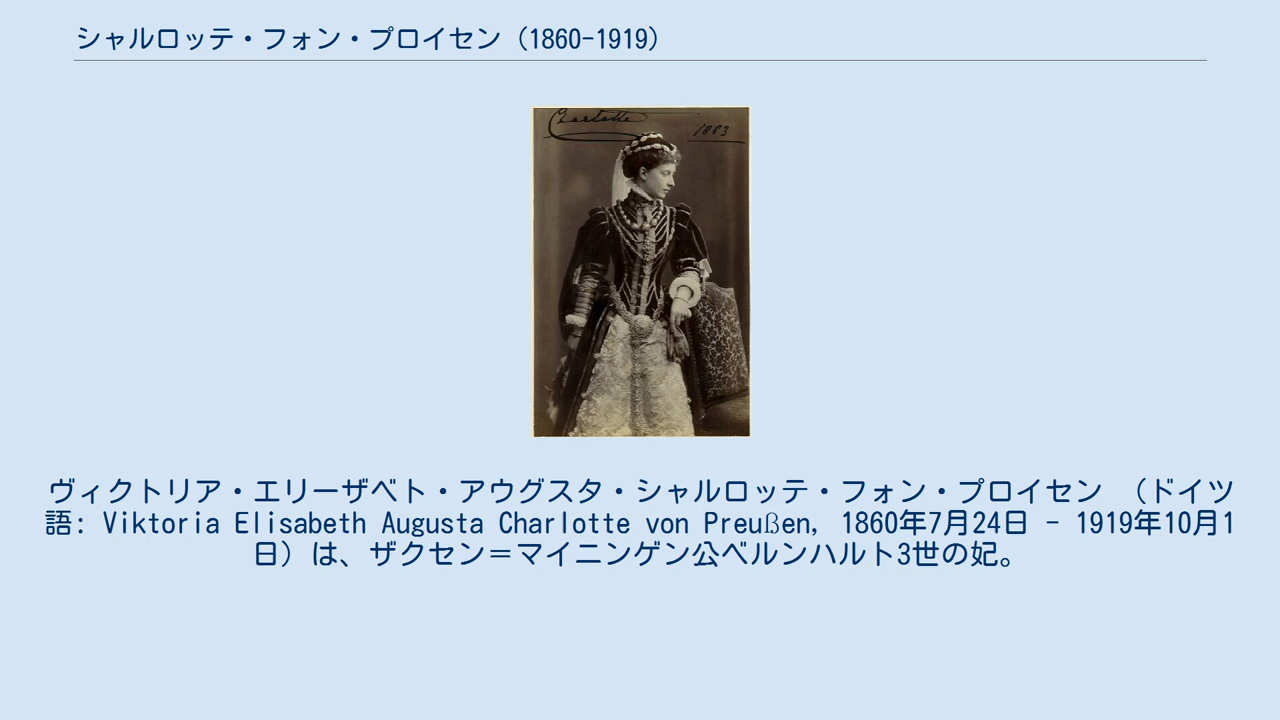 シャルロッテ・フォン・プロイセン（1860-1919）
Charlotte 1883
ヴィクトリア・エリーザベト・アウグスタ・シャルロッテ・フォン・プロイセン （ドイツ
語: Viktoria Elisabeth Augusta Charlotte von Preußen, 1860年7月24日 - 1919年10月1
日）は、ザクセン＝マイニンゲン公ベルンハルト3世の妃。